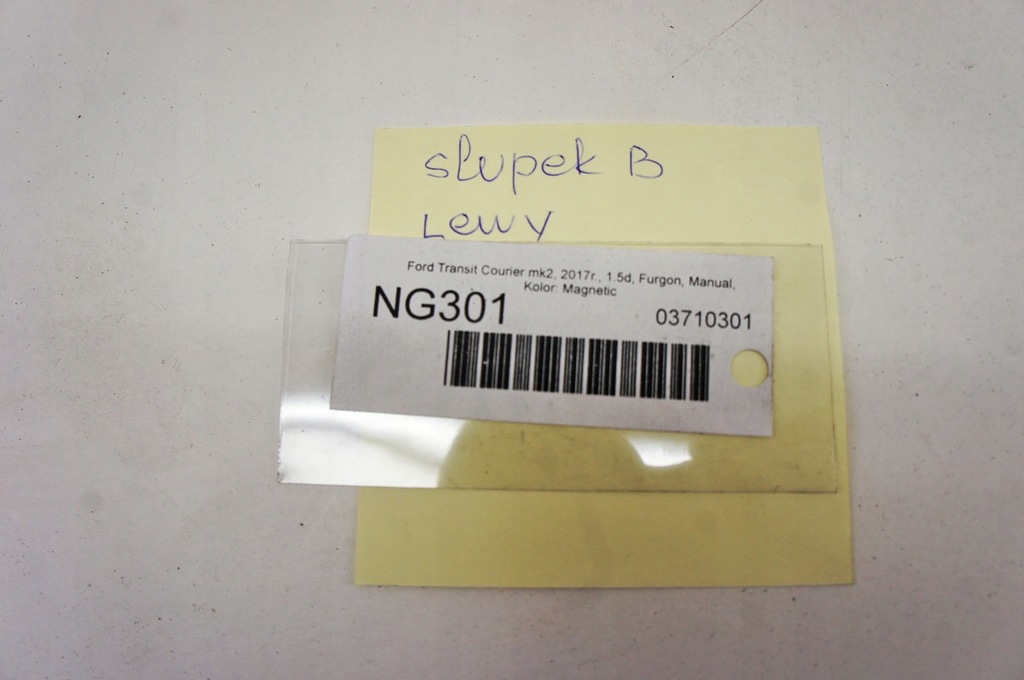 słupek B
Lewy
Ford Transit Courier mk2, 2017r., 1.5d, Furgon, Manual,
Kolor: Magnetic
NG301
03710301